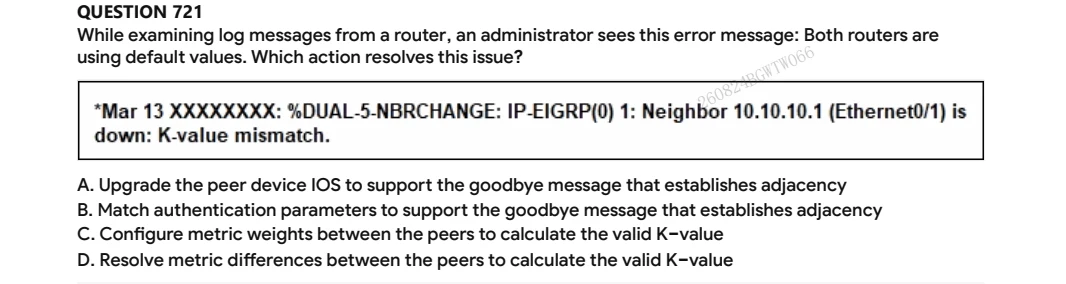 QUESTION 721
While examining log messages from a router, an administrator sees this error message: Both routers are
using default values. Which action resolves this issue?
260824BGWTW066
*Mar 13 XXXXXXXX: %DUAL-5-NBRCHANGE: IP-EIGRP(0) 1: Neighbor 10.10.10.1 (Ethernet0/1) is
down: K-value mismatch.
A. Upgrade the peer device IOS to support the goodbye message that establishes adjacency
B. Match authentication parameters to support the goodbye message that establishes adjacency
C. Configure metric weights between the peers to calculate the valid K-value
D. Resolve metric differences between the peers to calculate the valid K-value